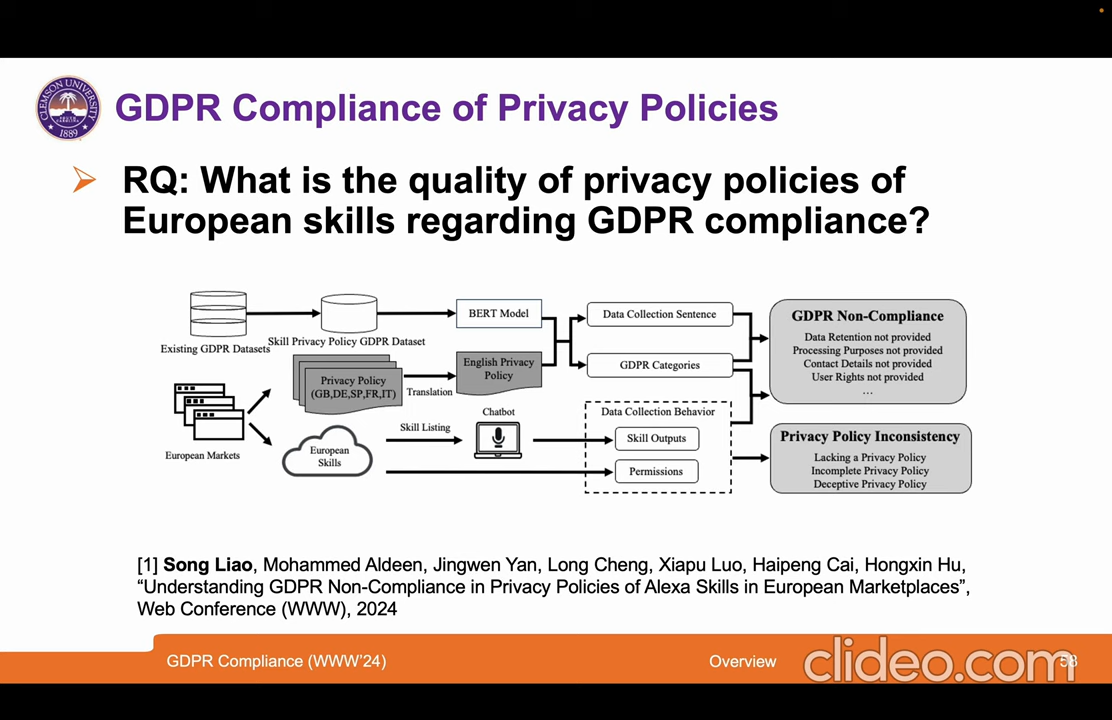 CLEMSON UNIVERSITY
1889
GDPR Compliance of Privacy Policies
RQ: What is the quality of privacy policies of
European skills regarding GDPR compliance?
Existing GDPR Datasets
Skill Privacy Policy GDPR Dataset
BERT Model
Data Collection Sentence
GDPR Categories
GDPR Non-Compliance
Data Retention not provided
Processing Purposes not provided
Contact Details not provided
User Rights not provided
...
European Markets
Privacy Policy
(GB,DE,SP,FR,IT)
Translation
English Privacy
Policy
European
Skills
Skill Listing
Chatbot
Data Collection Behavior
Skill Outputs
Permissions
Privacy Policy Inconsistency
Lacking a Privacy Policy
Incomplete Privacy Policy
Deceptive Privacy Policy
[1] Song Liao, Mohammed Aldeen, Jingwen Yan, Long Cheng, Xiapu Luo, Haipeng Cai, Hongxin Hu,
“Understanding GDPR Non-Compliance in Privacy Policies of Alexa Skills in European Marketplaces”,
Web Conference (WWW), 2024
GDPR Compliance (WWW’24)
Overview
58
clideo.com